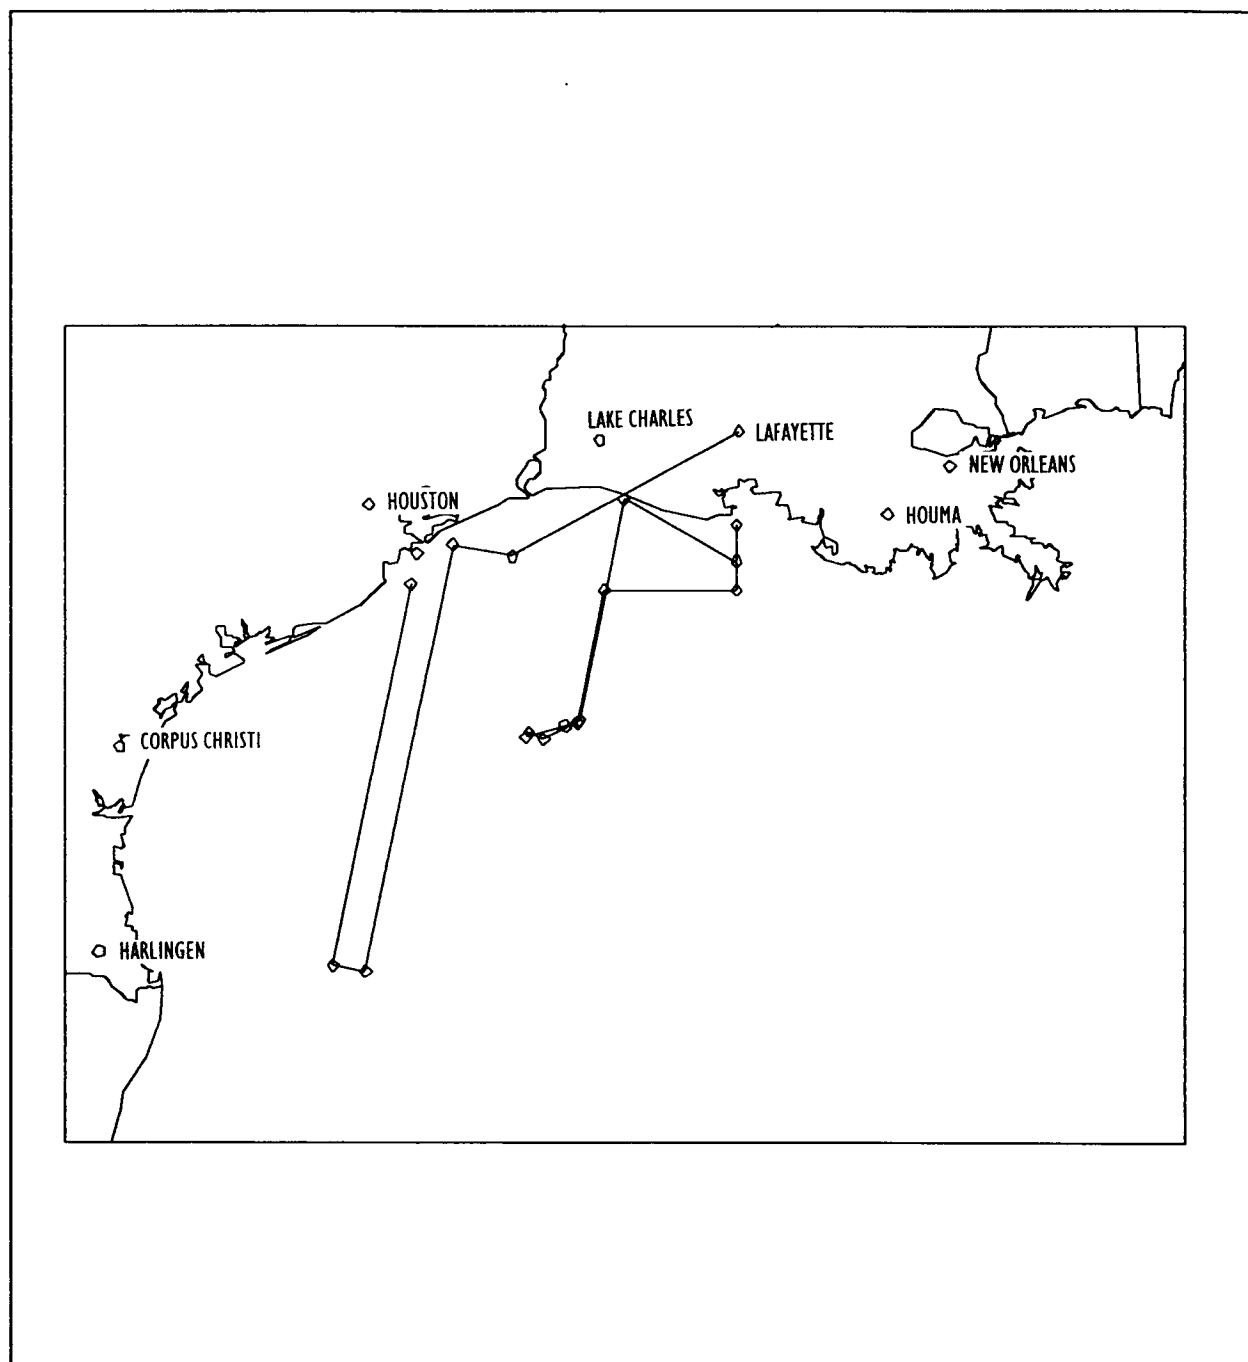 LAKE CHARLES
LAFAYETTE
NEW ORLEANS
HOUSTON
HOUMA
CORPUS CHRISTI
HARLINGEN